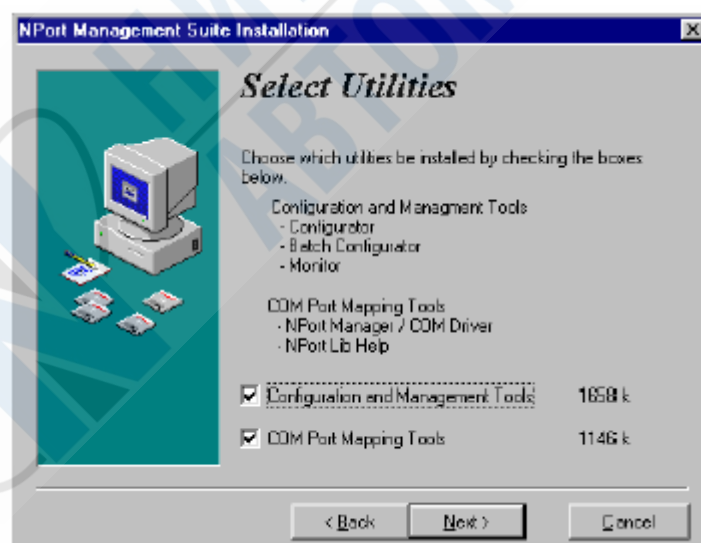 NPort Management Suite Installation
Select Utilities
Choose which utilities be installed by checking the boxes
below.
Configuration and Managment Tools
- Configurator
- Batch Configurator
- Monitor
COM Port Mapping Tools
- NPort Manager / COM Driver
- NPort Lib Help
Configuration and Management Tools 1658 k
COM Port Mapping Tools 1146 k
< Back Next > Cancel